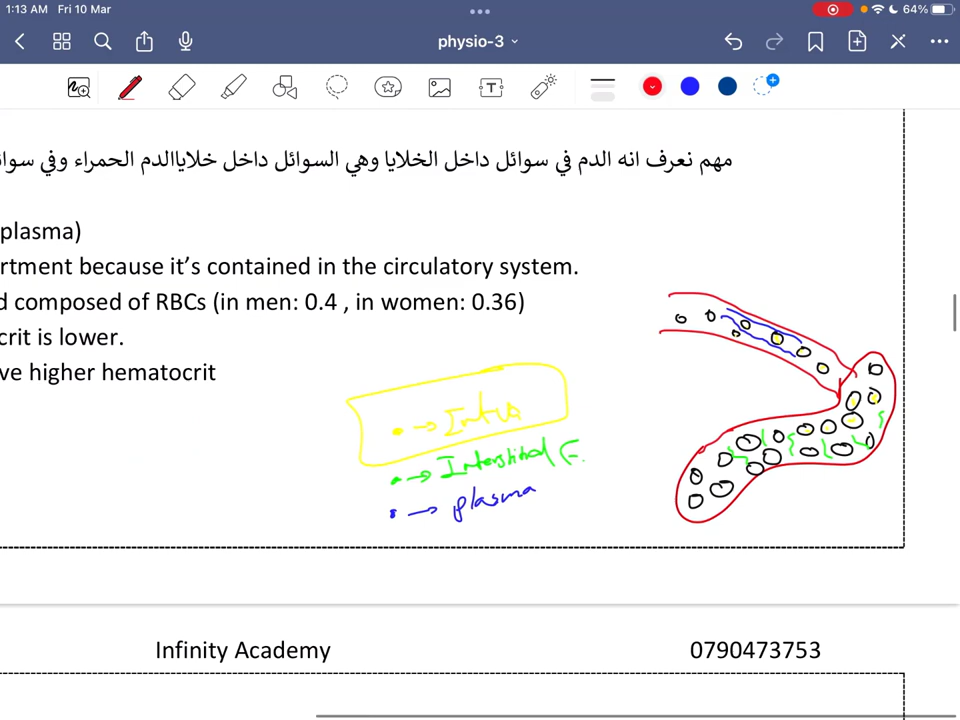 1:13 AM Fri 10 Mar
64%
physio-3
مهم نعرف انه الدم في سوائل داخل الخلايا وهي السوائل داخل خلاياالدم الحمراء وفي
plasma)
rtment because it's contained in the circulatory system.
d composed of RBCs (in men: 0.4 , in women: 0.36)
crit is lower.
ve higher hematocrit
→ Interstitial F.
→ plasma
Infinity Academy
0790473753